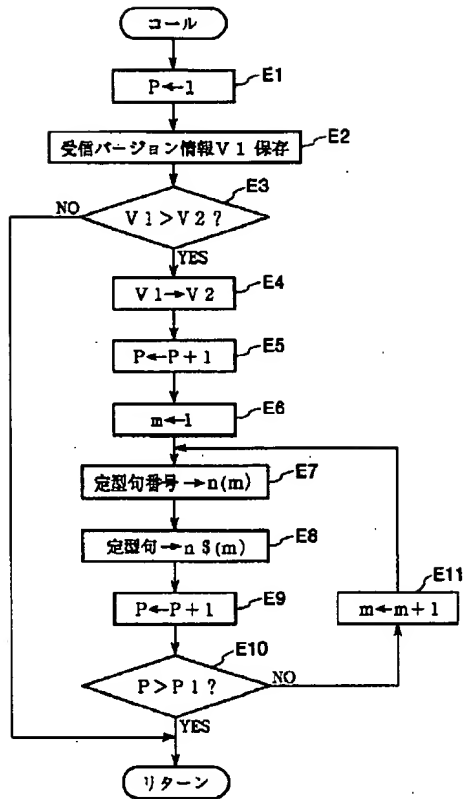 コール
P←1
E1
受信バージョン情報V1保存
E2
V1>V2?
E3
NO
YES
V1→V2
E4
P←P+1
E5
m←1
E6
定型句番号→n(m)
E7
定型句→n$(m)
E8
P←P+1
E9
m←m+1
E11
P>P1?
E10
NO
YES
リターン